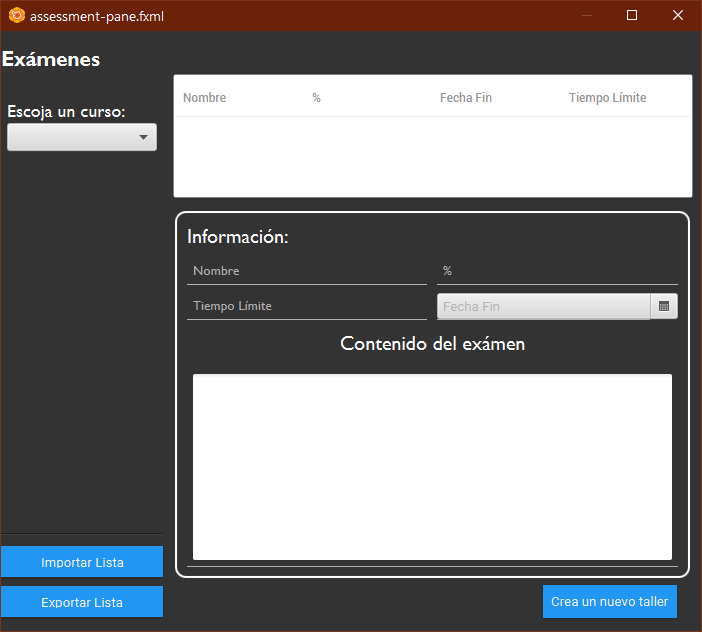 assessment-pane.fxml
Exámenes
Escoja un curso:
Nombre % Fecha Fin Tiempo Límite
Información:
Nombre %
Tiempo Límite Fecha Fin
Contenido del exámen
Importar Lista
Exportar Lista
Crea un nuevo taller